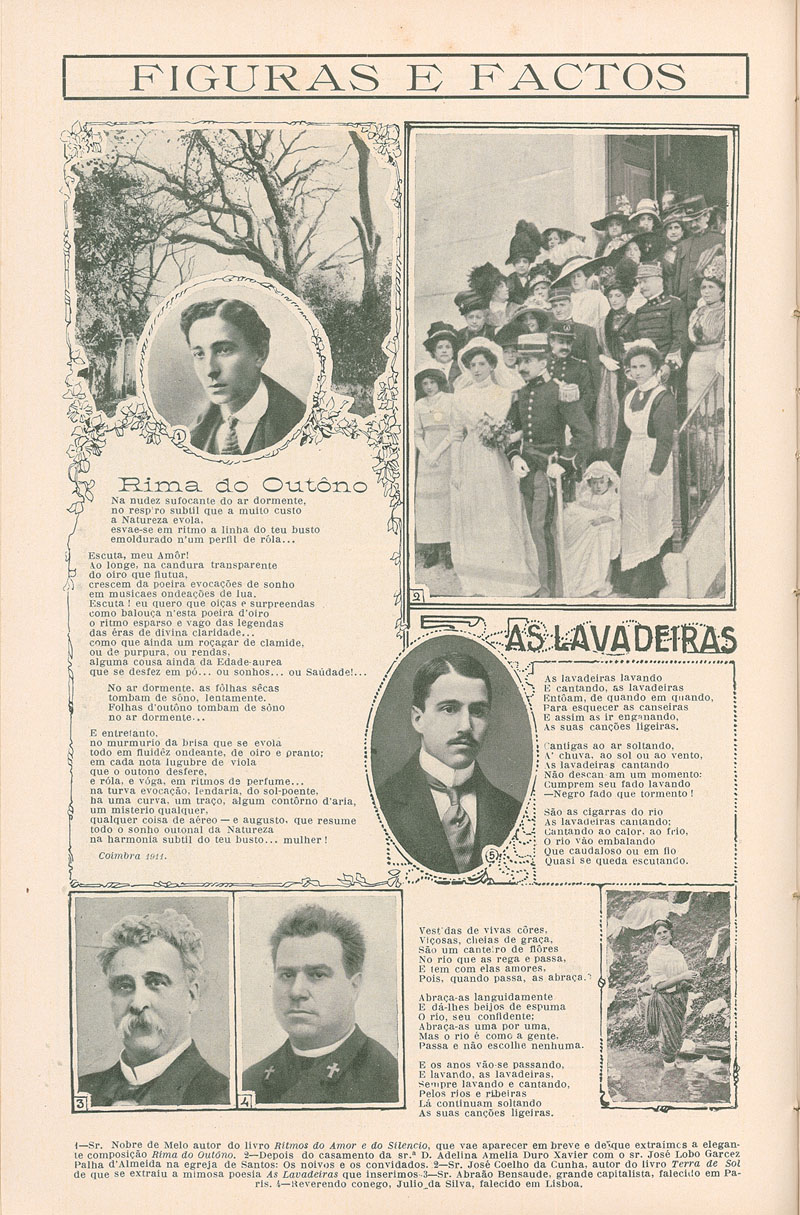 FIGURAS E FACTOS
1
Rima do Outôno
Na nudez sufocante do ar dormente,
no resp'ro subtil que a muito custo
a Natureza evola,
esvae-se em ritmo a linha do teu busto
emoldurado n'um perfil de róla...
Escuta, meu Amôr!
Ao longe, na candura transparente
do oiro que flutua,
crescem da poeira evocações de sonho
em musicaes ondeações de lua.
Escuta! eu quero que oiças e surpreendas
como balouça n'esta poeira d'oiro
o ritmo esparso e vago das legendas
das éras de divina claridade...
como que ainda um roçagar de clamide,
ou de purpura, ou rendas,
alguma cousa ainda da Edade-aurea
que se desfez em pó... ou sonhos... ou Saúdade!...
No ar dormente, as fôlhas sêcas
tombam de sôno, lentamente.
Folhas d'outôno tombam de sôno
no ar dormente...
E entretanto,
no murmurio da brisa que se evola
todo em fluidêz ondeante, de oiro e pranto;
em cada nota lugubre de viola
que o outono desfere,
e róla, e vóga, em ritmos de perfume...
na turva evocação, lendaria, do sol-poente,
ha uma curva, um traço, algum contôrno d'aria,
um misterio qualquer,
qualquer coisa de aéreo — e augusto, que resume
todo o sonho outonal da Natureza
na harmonia subtil do teu busto... mulher!
Coimbra 1911.
2
AS LAVADEIRAS
As lavadeiras lavando
E cantando, as lavadeiras
Entôam, de quando em quando,
Para esquecer as canseiras
E assim as ir enganando,
As suas canções ligeiras.
Cantigas ao ar soltando,
A' chuva, ao sol ou ao vento,
As lavadeiras cantando
Não descan am um momento:
Cumprem seu fado lavando
—Negro fado que tormento!
São as cigarras do rio
As lavadeiras cantando;
Cantando ao calor, ao frio,
O rio vão embalando
Que caudaloso ou em fio
Quasi se queda escutando.
5
Vest'das de vivas côres,
Viçosas, cheias de graça,
São um canteiro de flôres
No rio que as rega e passa,
E tem com elas amores,
Pois, quando passa, as abraça.
Abraça-as languidamente
E dá-lhes beijos de espuma
O rio, seu confidente;
Abraça-as uma por uma,
Mas o rio é como a gente,
Passa e não escolhe nenhuma.
E os anos vão-se passando,
E lavando, as lavadeiras,
Sempre lavando e cantando,
Pelos rios e ribeiras
Lá continuam soltando
As suas canções ligeiras.
3
4
1—Sr. Nobre de Melo autor do livro Ritmos do Amor e do Silencio, que vae aparecer em breve e de que extraimos a elegan-
te composição Rima do Outôno. 2—Depois do casamento da sr.ª D. Adelina Amelia Duro Xavier com o sr. José Lobo Garcez
Palha d'Almeida na egreja de Santos: Os noivos e os convidados. 2—Sr. José Coelho da Cunha, autor do livro Terra de Sol
de que se extraiu a mimosa poesia As Lavadeiras que inserimos-3—Sr. Abraão Bensaude, grande capitalista, falecido em Pa-
ris. 4—Reverendo conego, Julio da Silva, falecido em Lisboa.